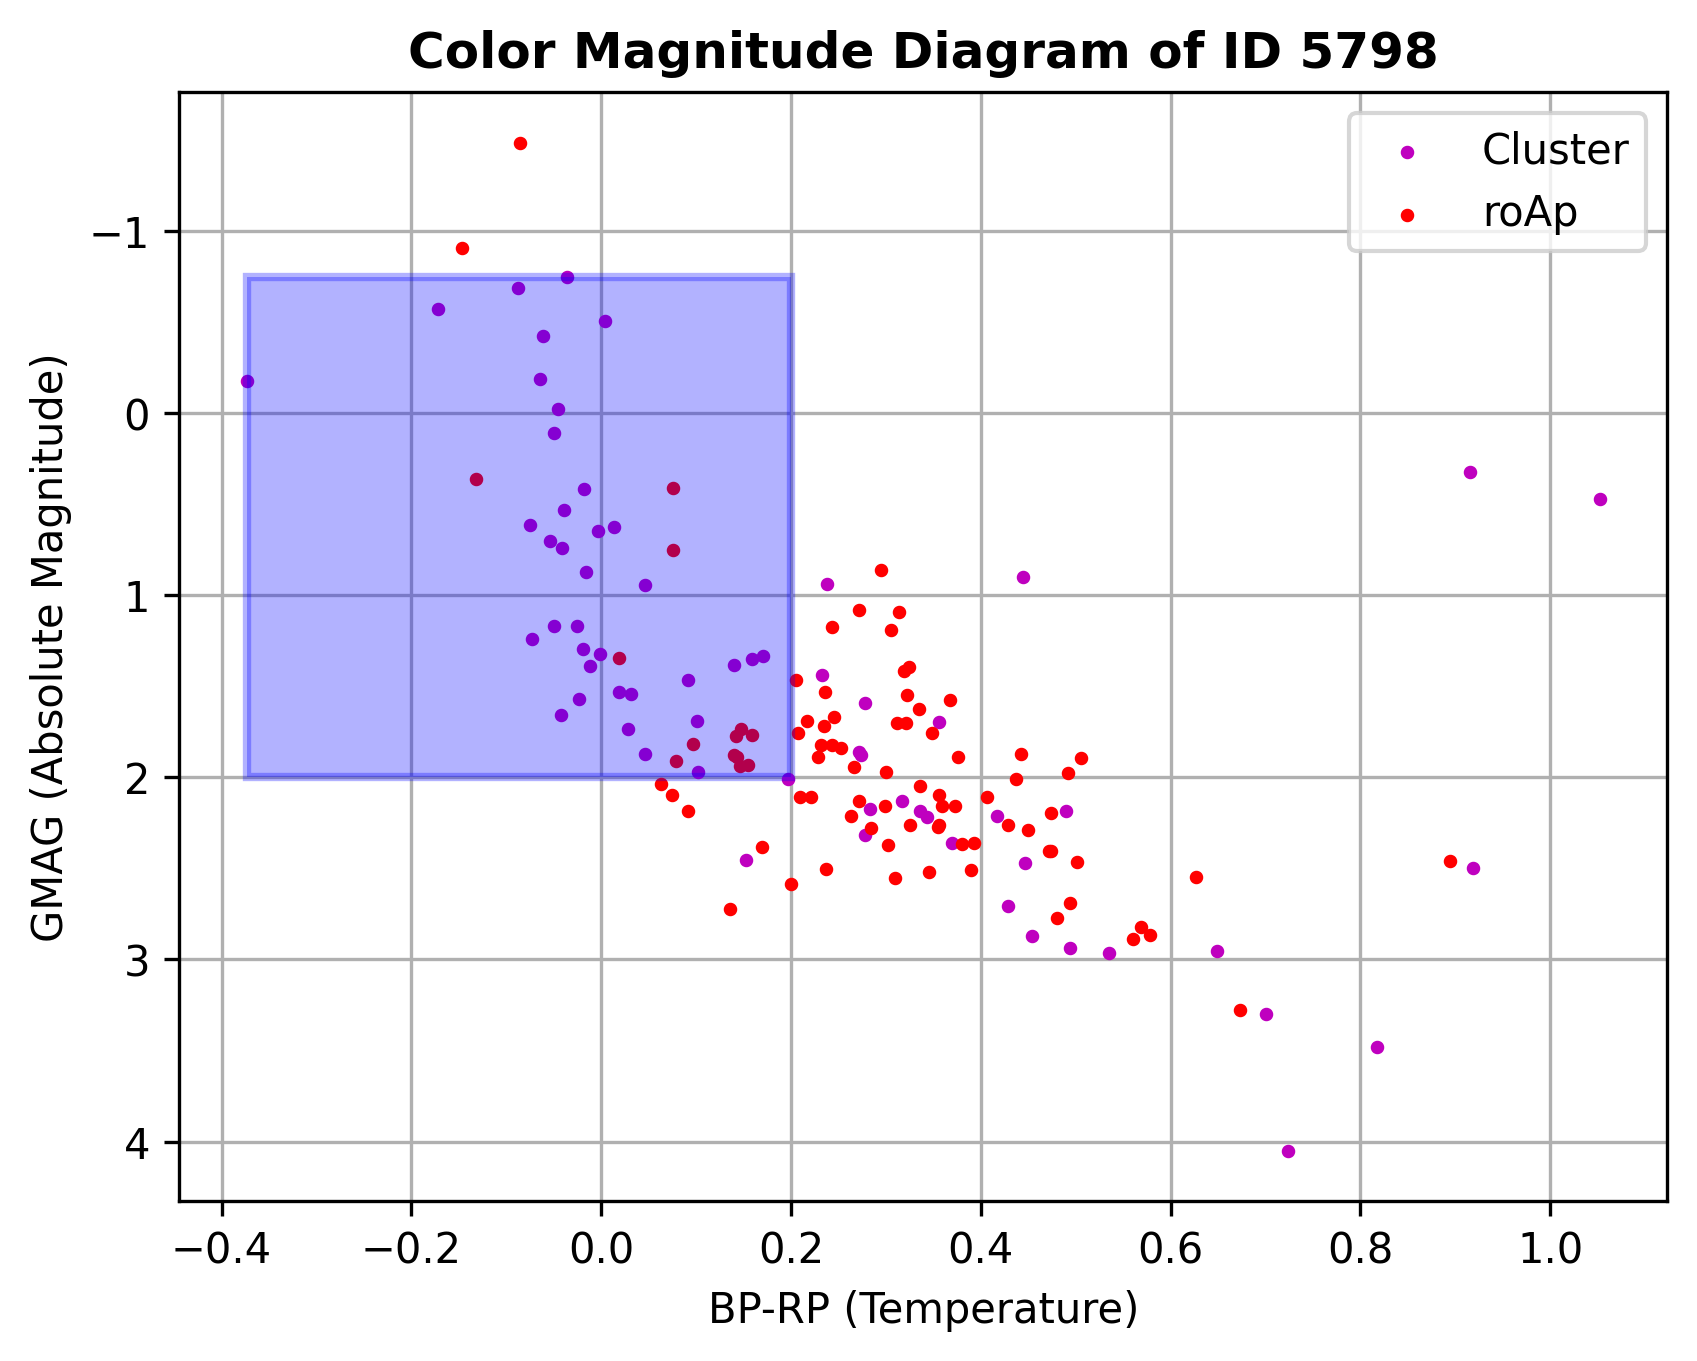 Color Magnitude Diagram of ID 5798
Cluster
roAp
−1
0
1
2
3
4
GMAG (Absolute Magnitude)
−0.4 −0.2 0.0 0.2 0.4 0.6 0.8 1.0
BP-RP (Temperature)